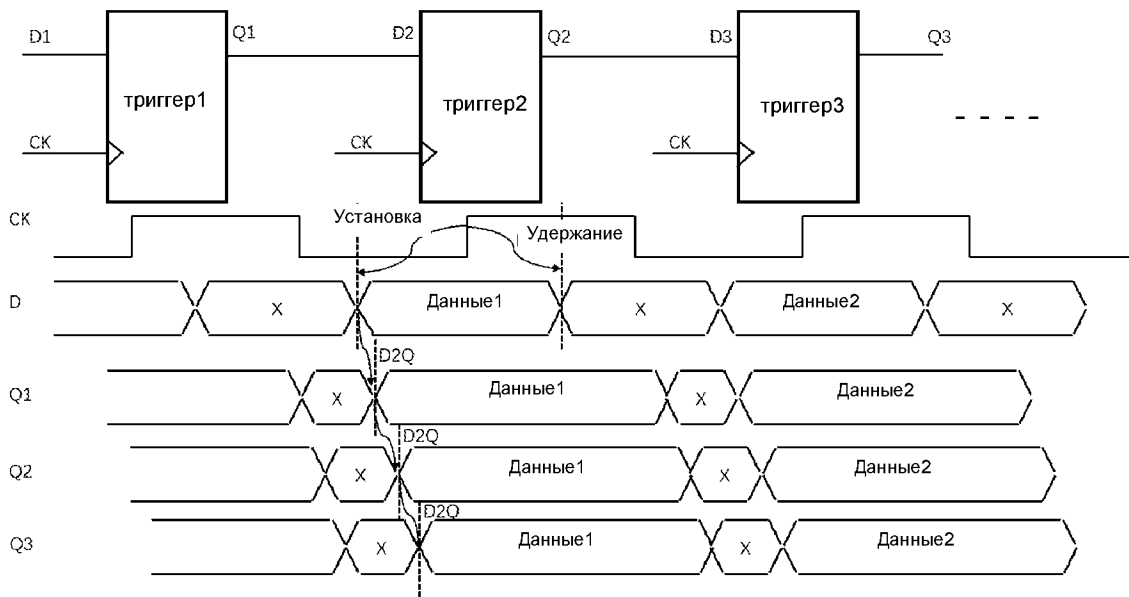 D1 Q1 D2 Q2 D3 Q3
триггер1 триггер2 триггер3
CK CK CK
CK Установка Удержание
D X Данные1 X Данные2 X
D2Q
Q1 X Данные1 X Данные2
D2Q
Q2 X Данные1 X Данные2
D2Q
Q3 X Данные1 X Данные2